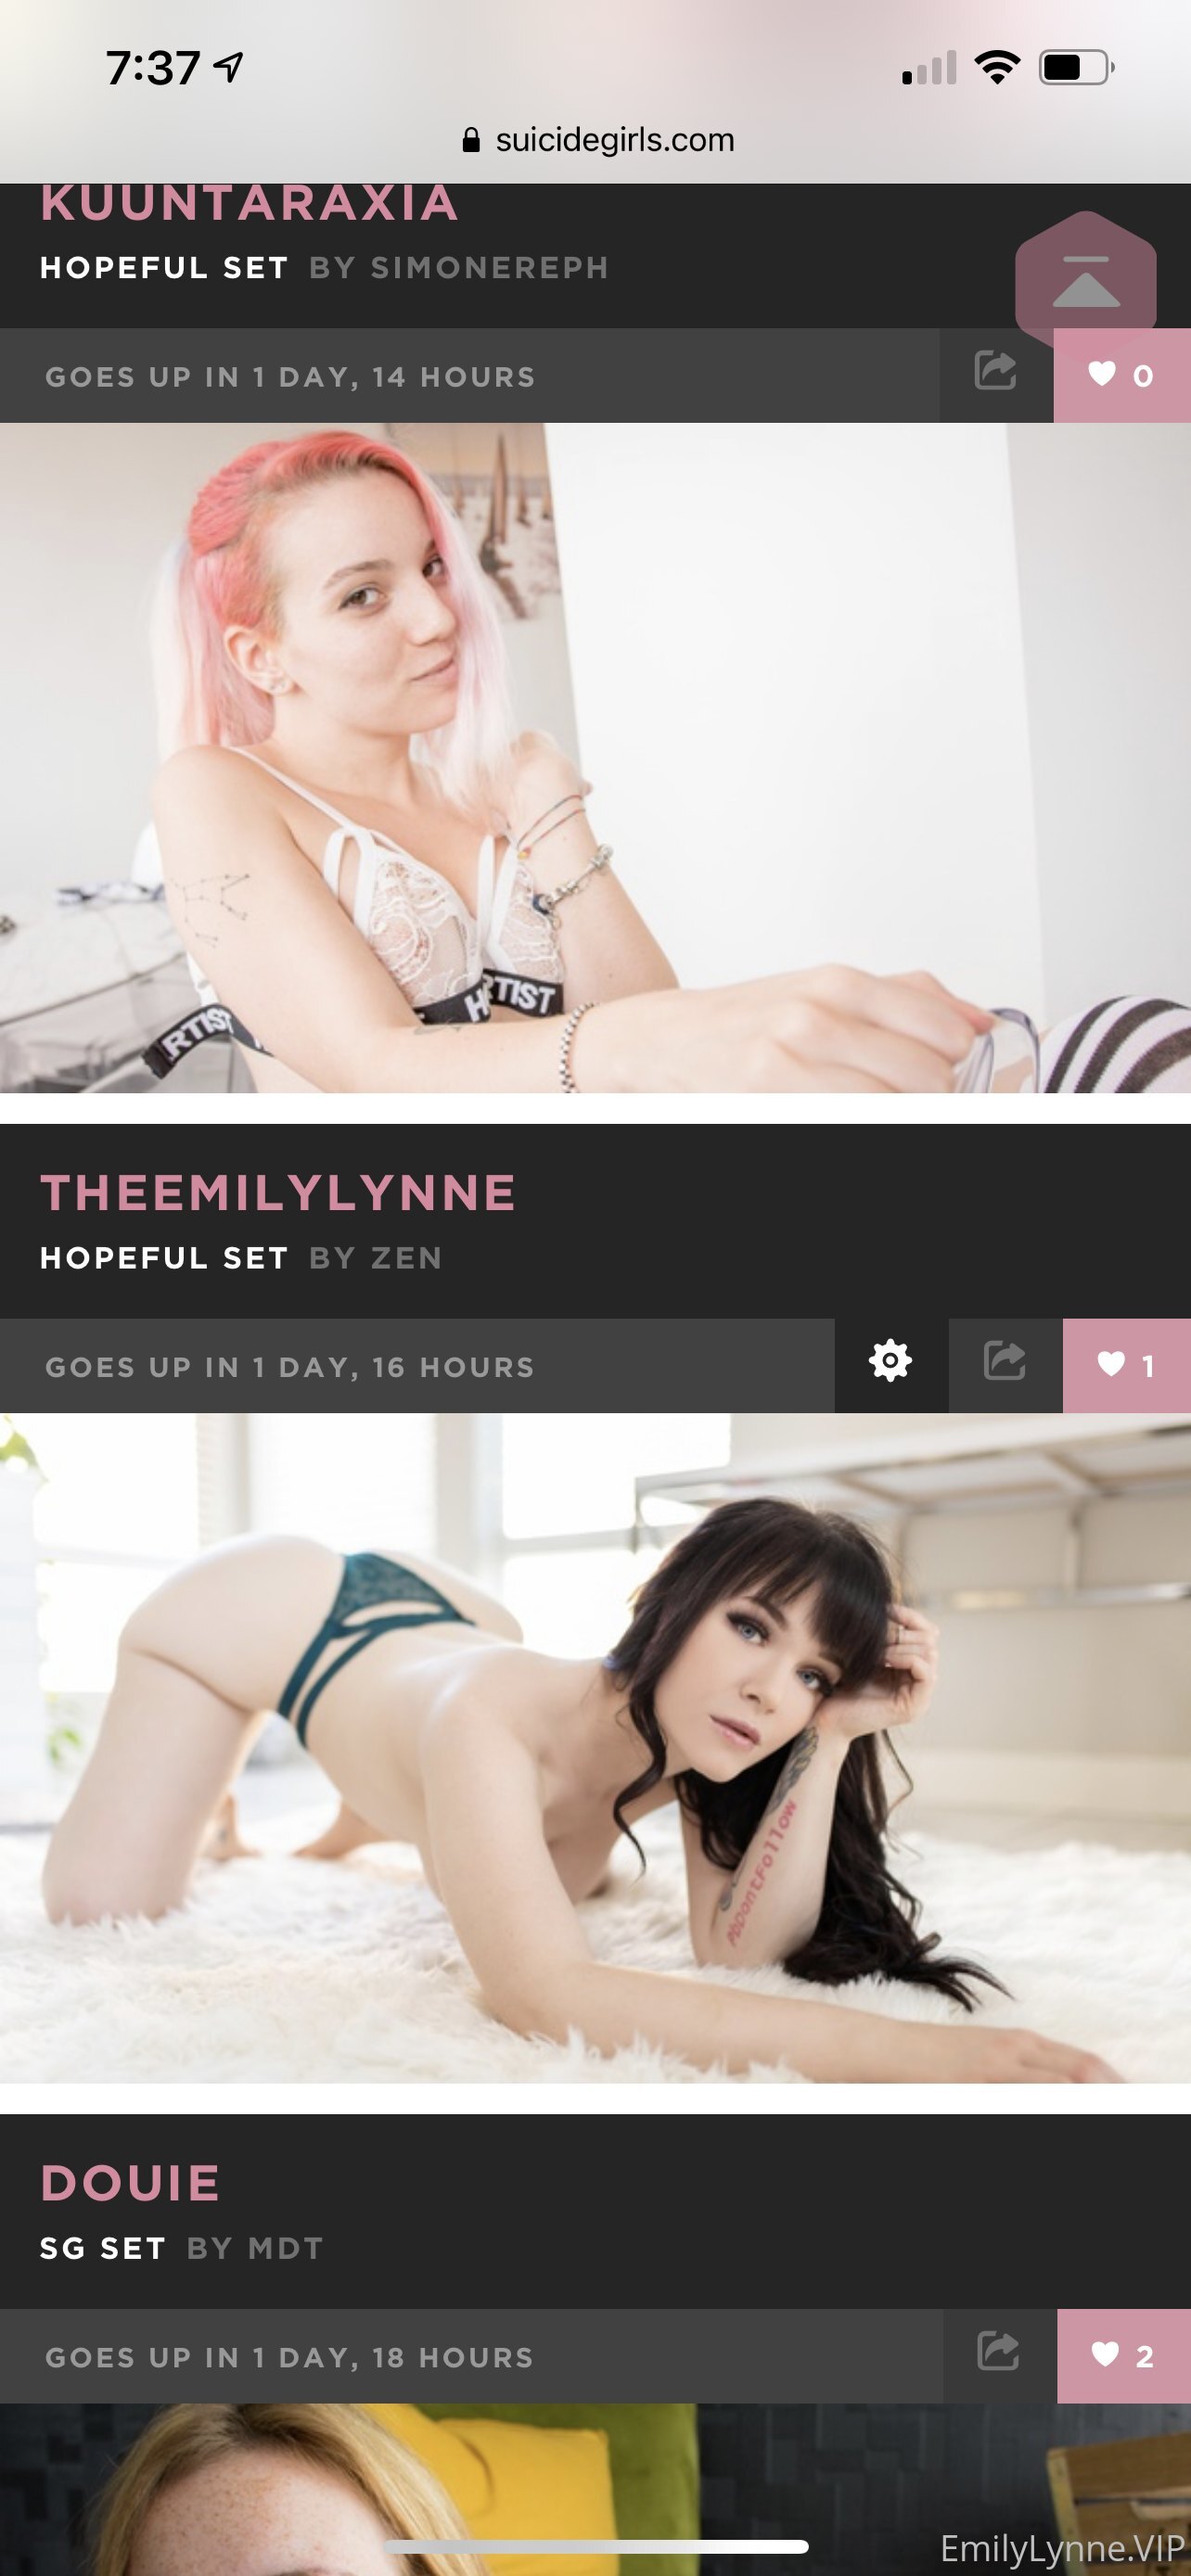 7:37
suicidegirls.com
KUUNTARAXIA
HOPEFUL SET BY SIMONEREPH
GOES UP IN 1 DAY, 14 HOURS
0
RTIST
H RTIST
THEEMILYLYNNE
HOPEFUL SET BY ZEN
GOES UP IN 1 DAY, 16 HOURS
1
DOUIE
SG SET BY MDT
GOES UP IN 1 DAY, 18 HOURS
2
EmilyLynne.VIP